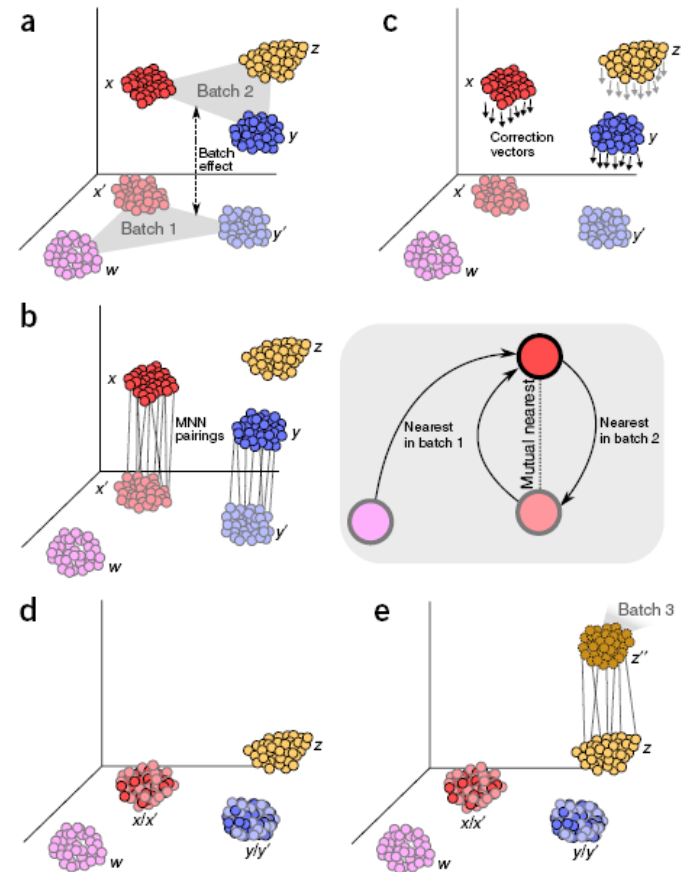 a
z
x
Batch 2
y
Batch
effect
x′
Batch 1
y′
w
c
z
x
y
Correction
vectors
x′
y′
w
b
z
x
MNN
pairings
y
x′
y′
w
Nearest
in batch 1
Mutual nearest
Nearest
in batch 2
d
z
x/x′
y/y′
w
e
Batch 3
z′′
z
x/x′
y/y′
w